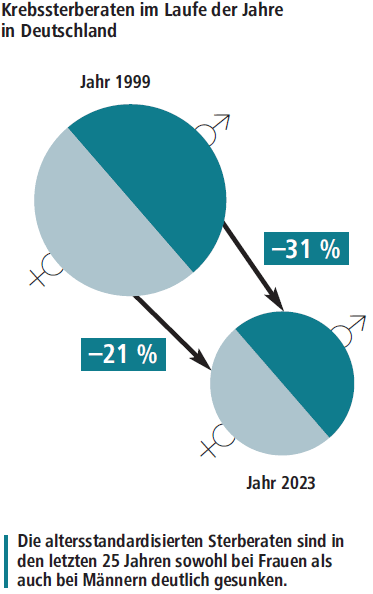 Krebssterberaten im Laufe der Jahre
in Deutschland
Jahr 1999
–31 %
–21 %
Jahr 2023
Die altersstandardisierten Sterberaten sind in
den letzten 25 Jahren sowohl bei Frauen als
auch bei Männern deutlich gesunken.